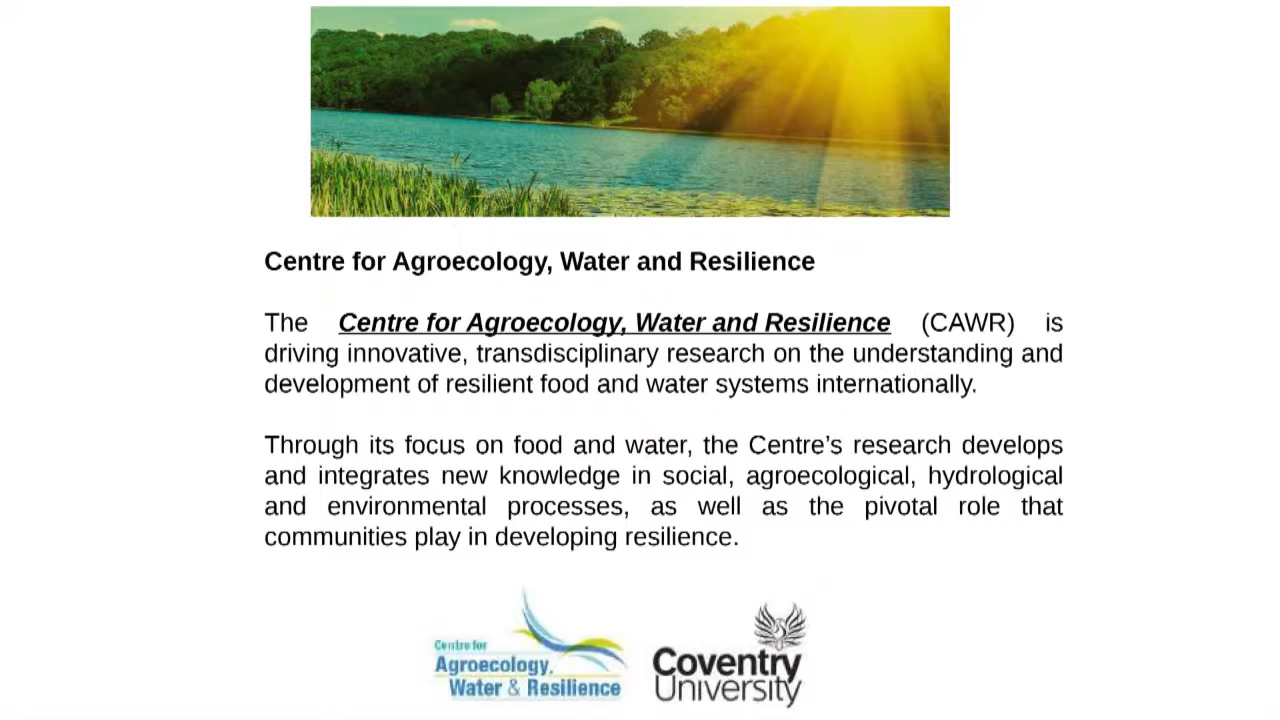 Centre for Agroecology, Water and Resilience
The Centre for Agroecology, Water and Resilience (CAWR) is
driving innovative, transdisciplinary research on the understanding and
development of resilient food and water systems internationally.
Through its focus on food and water, the Centre’s research develops
and integrates new knowledge in social, agroecological, hydrological
and environmental processes, as well as the pivotal role that
communities play in developing resilience.
Centre for
Agroecology,
Water & Resilience
Coventry
University